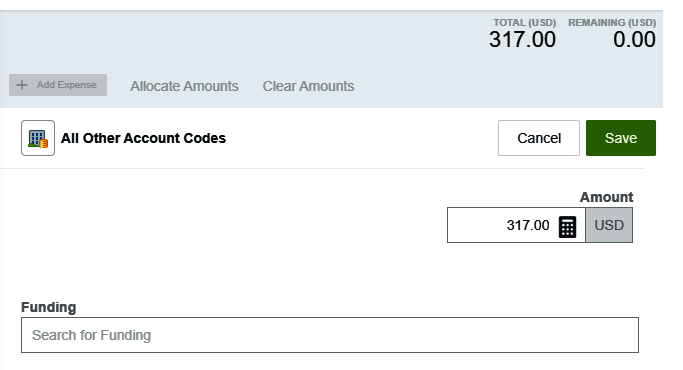 TOTAL (USD) REMAINING (USD)
317.00 0.00
+ Add Expense Allocate Amounts Clear Amounts
All Other Account Codes Cancel Save
Amount
317.00 USD
Funding
Search for Funding